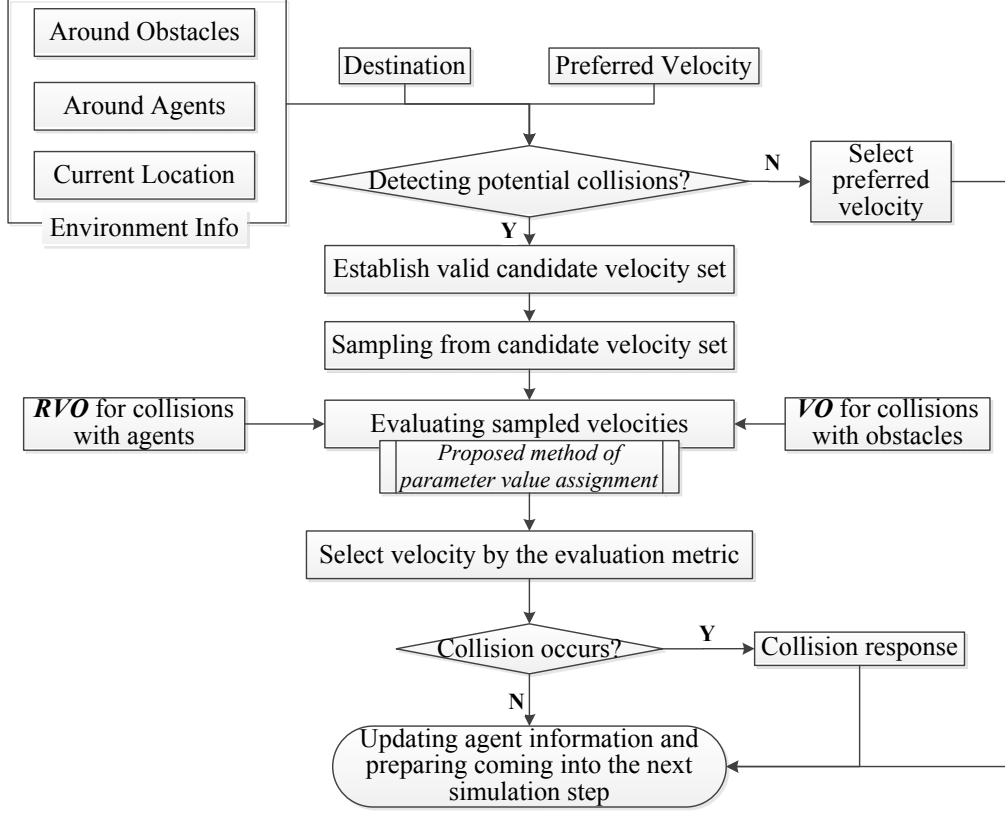 Around Obstacles
Around Agents
Current Location
Environment Info
Destination
Preferred Velocity
Detecting potential collisions?
N
Select
preferred
velocity
Y
Establish valid candidate velocity set
Sampling from candidate velocity set
RVO for collisions
with agents
Evaluating sampled velocities
Proposed method of
parameter value assignment
VO for collisions
with obstacles
Select velocity by the evaluation metric
Collision occurs?
Y
Collision response
N
Updating agent information and
preparing coming into the next
simulation step